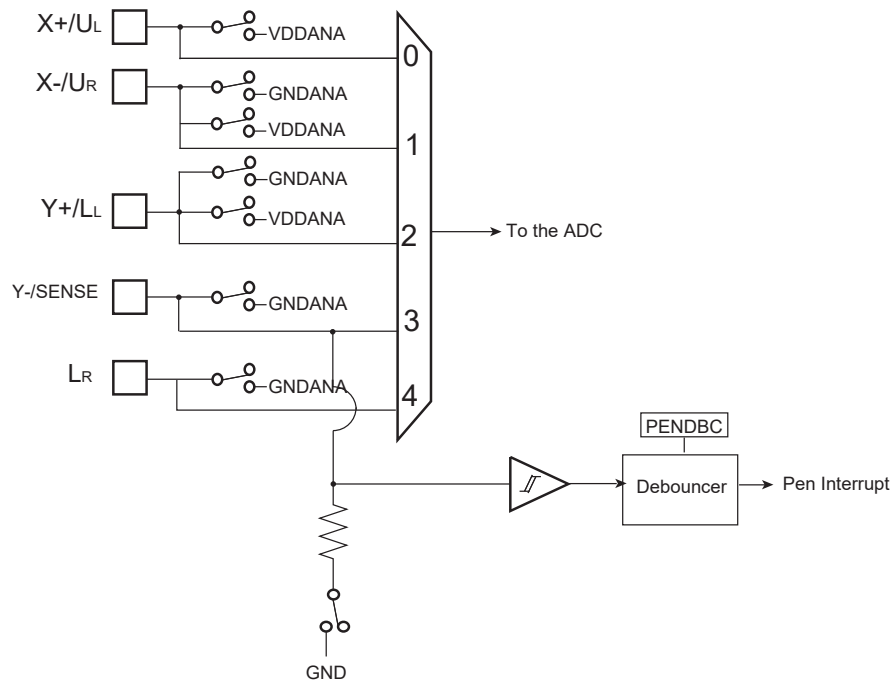 X+/UL
VDDANA
0
X-/UR
GNDANA
VDDANA
1
GNDANA
Y+/LL
VDDANA
2
To the ADC
Y-/SENSE
GNDANA
3
LR
GNDANA
4
PENDBC
Debouncer
Pen Interrupt
GND